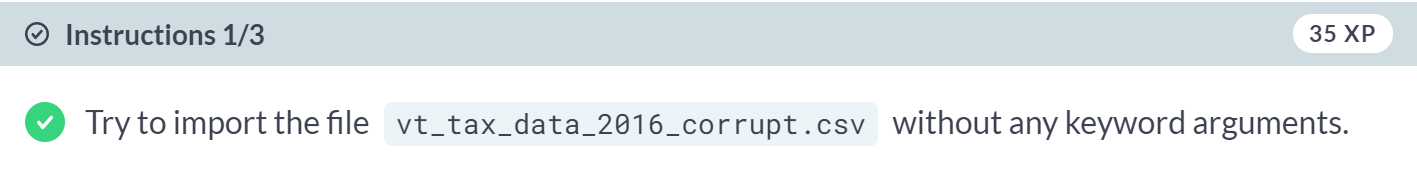 Instructions 1/3
35 XP
Try to import the file vt_tax_data_2016_corrupt.csv without any keyword arguments.